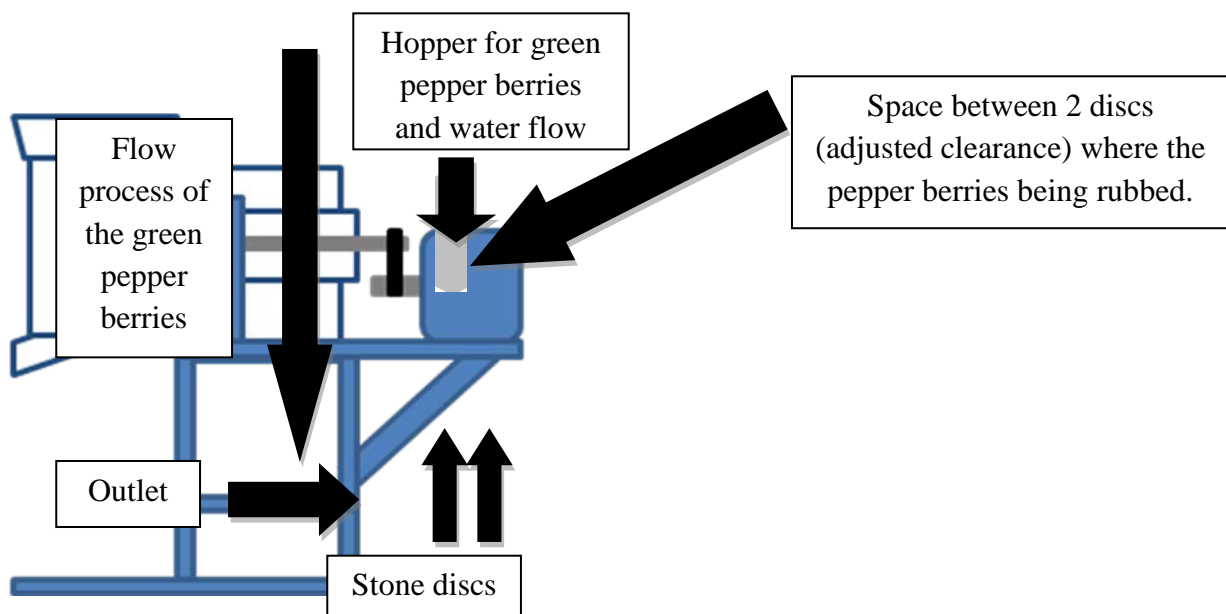 Hopper for green
pepper berries
and water flow
Space between 2 discs
(adjusted clearance) where the
pepper berries being rubbed.
Flow
process of
the green
pepper
berries
Outlet
Stone discs